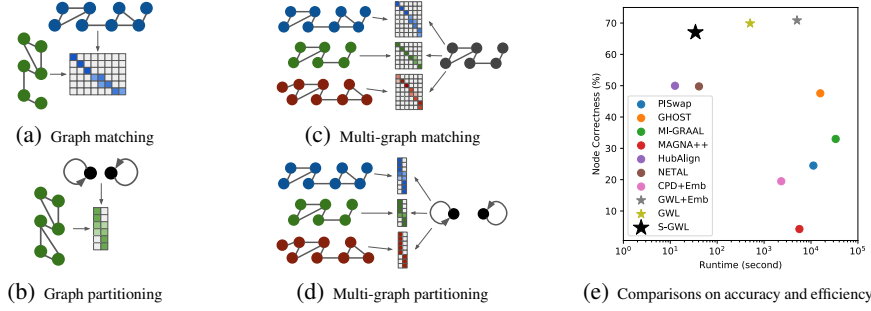 (a) Graph matching
(b) Graph partitioning
(c) Multi-graph matching
(d) Multi-graph partitioning
70
60
50
40
30
20
10
Node Correctness (%)
PISwap
GHOST
MI-GRAAL
MAGNA++
HubAlign
NETAL
CPD+Emb
GWL+Emb
GWL
S-GWL
10^0 10^1 10^2 10^3 10^4 10^5
Runtime (second)
(e) Comparisons on accuracy and efficiency